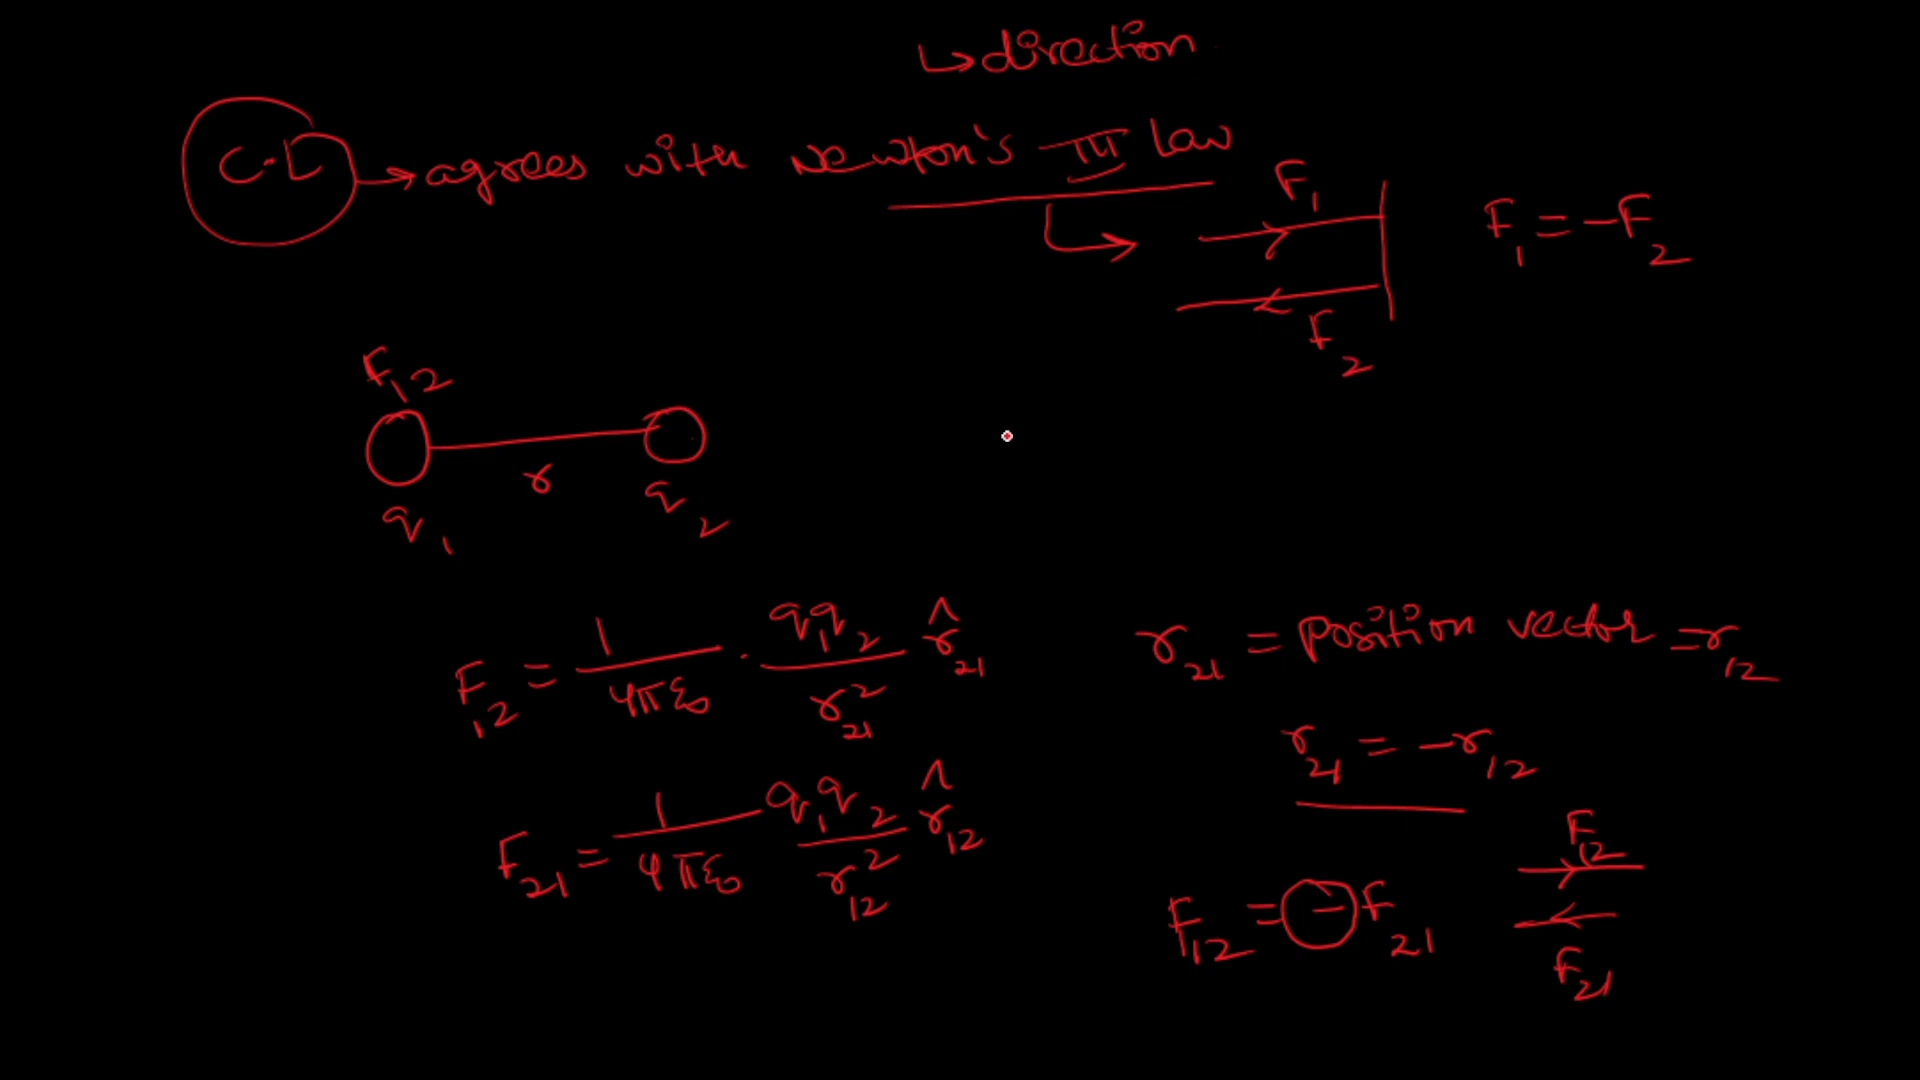 ↳ direction
C-L → agrees with Newton's III law
F₁
F₁ = -F₂
F₂
F₁₂
r
q₁ q₂
F₁₂ = 1/4πε₀ · q₁q₂/r₂₁² r̂₂₁
r₂₁ = position vector = r₁₂
r₂₁ = -r₁₂
F₂₁ = 1/4πε₀ q₁q₂/r₁₂² r̂₁₂
F₁₂
F₁₂ = -F₂₁
F₂₁